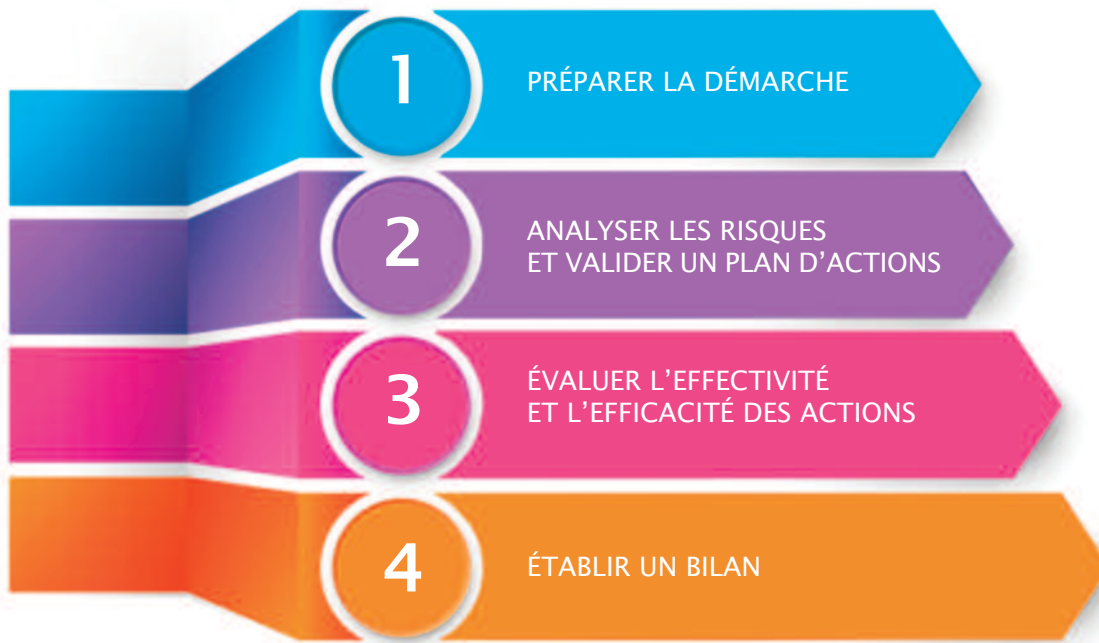 1
PRÉPARER LA DÉMARCHE
2
ANALYSER LES RISQUES
ET VALIDER UN PLAN D’ACTIONS
3
ÉVALUER L’EFFECTIVITÉ
ET L’EFFICACITÉ DES ACTIONS
4
ÉTABLIR UN BILAN